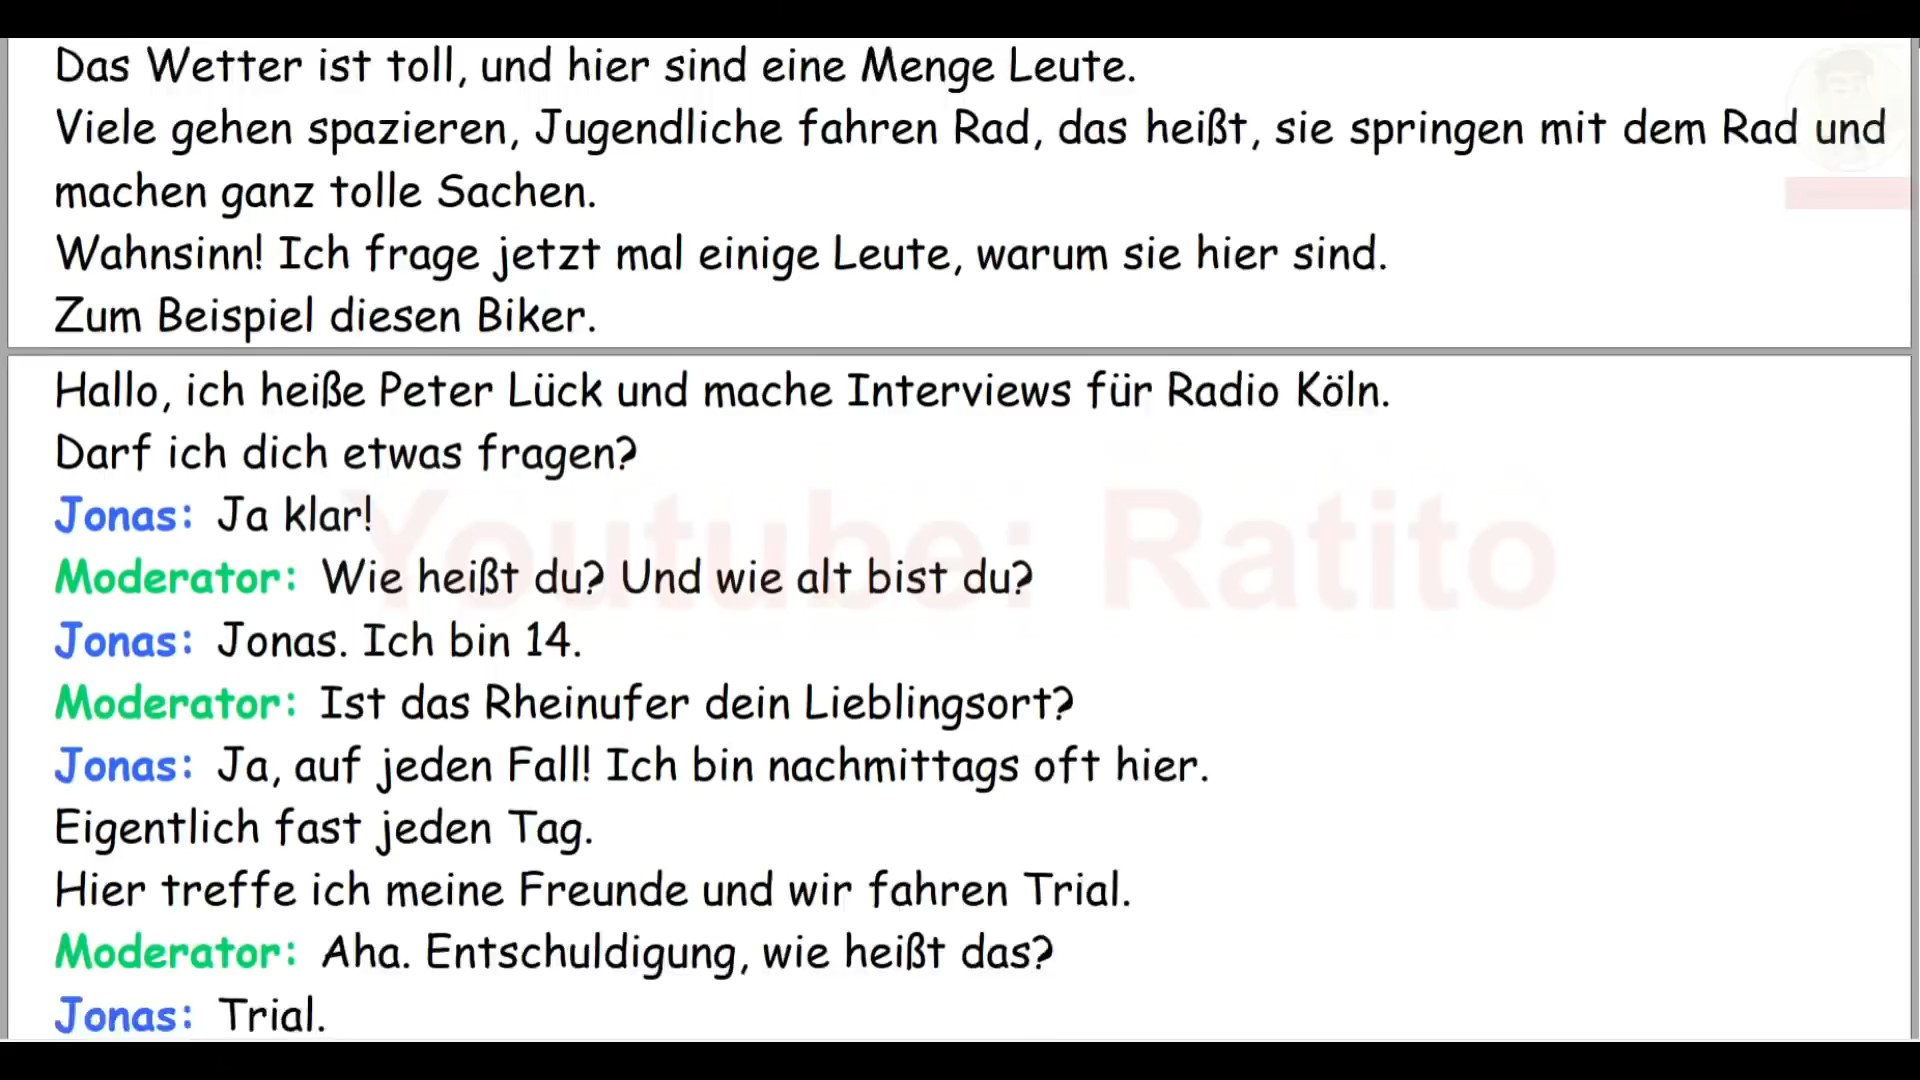 Das Wetter ist toll, und hier sind eine Menge Leute.
Viele gehen spazieren, Jugendliche fahren Rad, das heißt, sie springen mit dem Rad und
machen ganz tolle Sachen.
Wahnsinn! Ich frage jetzt mal einige Leute, warum sie hier sind.
Zum Beispiel diesen Biker.
Hallo, ich heiße Peter Lück und mache Interviews für Radio Köln.
Darf ich dich etwas fragen?
Jonas: Ja klar!
Youtube: Ratito
Moderator: Wie heißt du? Und wie alt bist du?
Jonas: Jonas. Ich bin 14.
Moderator: Ist das Rheinufer dein Lieblingsort?
Jonas: Ja, auf jeden Fall! Ich bin nachmittags oft hier.
Eigentlich fast jeden Tag.
Hier treffe ich meine Freunde und wir fahren Trial.
Moderator: Aha. Entschuldigung, wie heißt das?
Jonas: Trial.